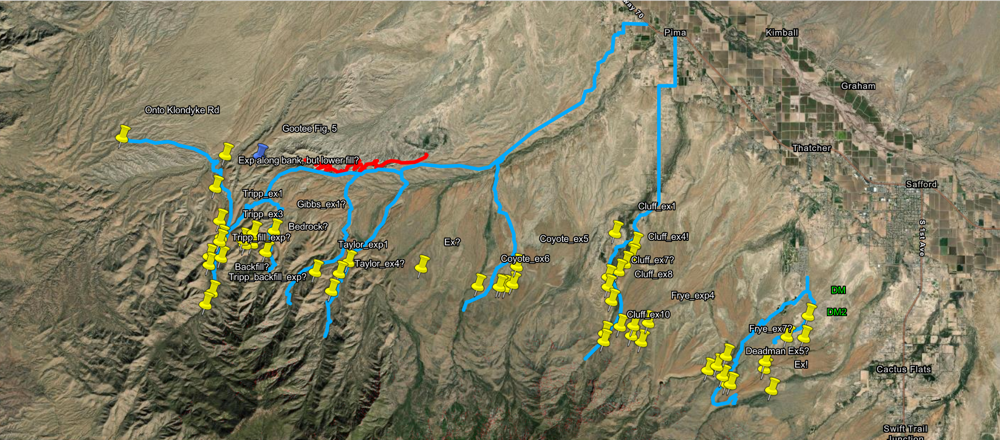 way 70
Pima
Kimball
Graham
Onto Klondyke Rd
Gootee Fig. 5
Thatcher
Exp along bank, but lower fill?
Safford
Tripp_ex1
Gibbs_ex1?
Cluff_ex1
Tripp_ex3
Bedrock?
S 1st Ave
Tripp_fill_exp?
Taylor_exp1
Ex?
Coyote_ex5
Cluff_ex4!
Coyote_ex6
Cluff_ex7?
Taylor_ex4?
Backfill?
Cluff_ex8
Tripp_backfill_exp?
DM
Frye_exp4
DM2
Cluff_ex10
Frye_ex7?
Deadman Ex5?
Ex!
Cactus Flats
Swift Trail
Junction